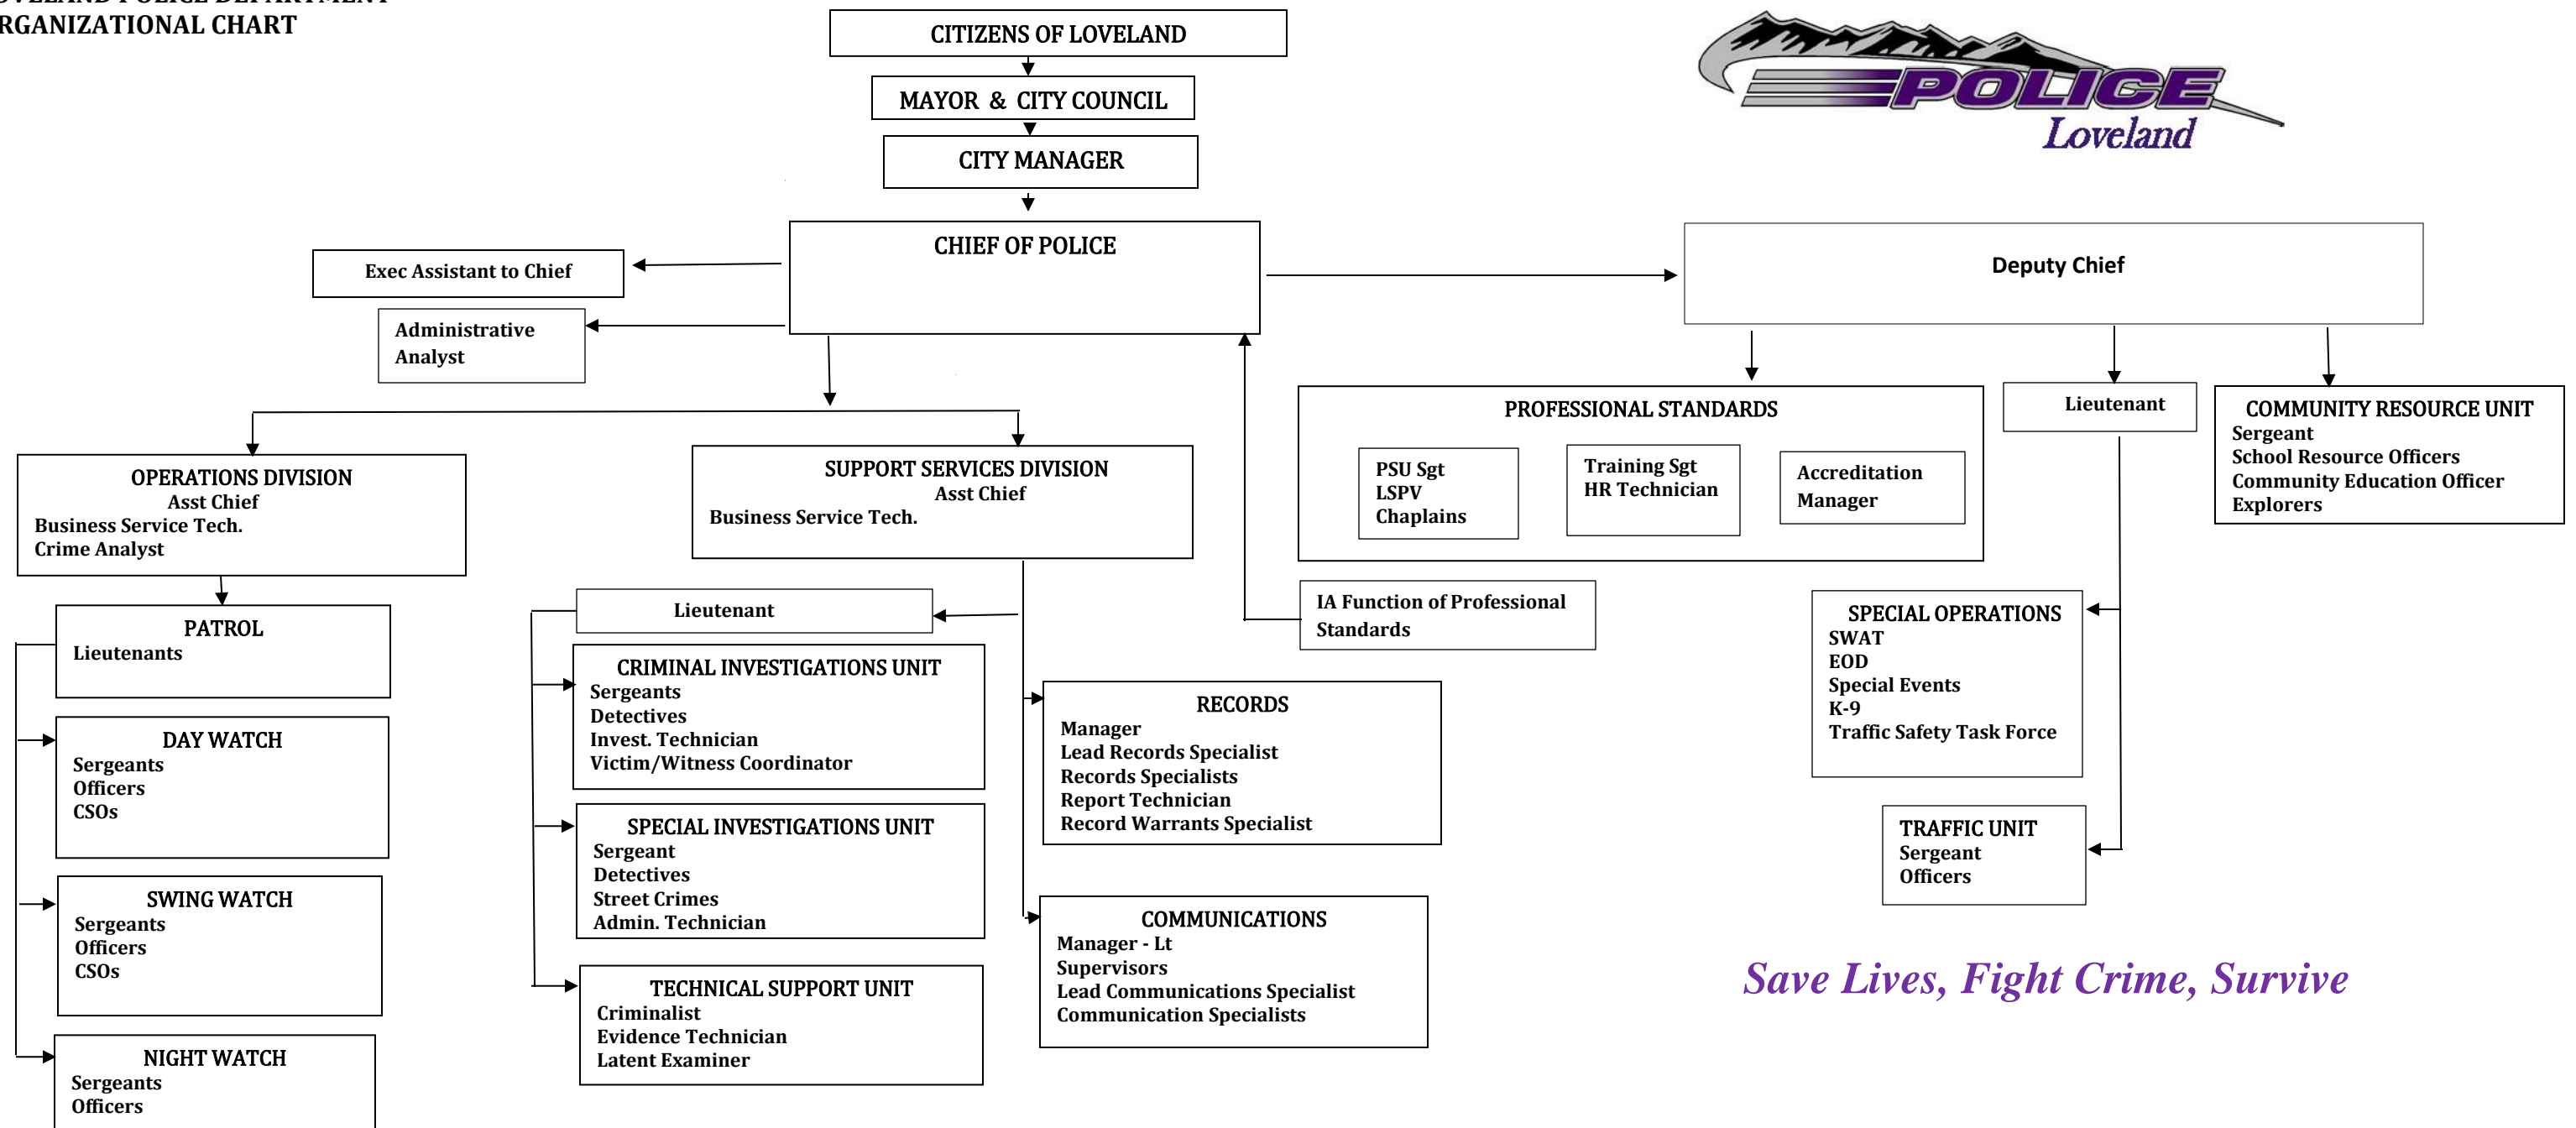 OVELAND POLICE DEPARTMENT
RGANIZATIONAL CHART
CITIZENS OF LOVELAND
MAYOR & CITY COUNCIL
CITY MANAGER
POLICE
Loveland
CHIEF OF POLICE
Exec Assistant to Chief
Administrative
Analyst
Deputy Chief
OPERATIONS DIVISION
Asst Chief
Business Service Tech.
Crime Analyst
PATROL
Lieutenants
DAY WATCH
Sergeants
Officers
CSOs
SWING WATCH
Sergeants
Officers
CSOs
NIGHT WATCH
Sergeants
Officers
SUPPORT SERVICES DIVISION
Asst Chief
Business Service Tech.
Lieutenant
CRIMINAL INVESTIGATIONS UNIT
Sergeants
Detectives
Invest. Technician
Victim/Witness Coordinator
SPECIAL INVESTIGATIONS UNIT
Sergeant
Detectives
Street Crimes
Admin. Technician
TECHNICAL SUPPORT UNIT
Criminalist
Evidence Technician
Latent Examiner
RECORDS
Manager
Lead Records Specialist
Records Specialists
Report Technician
Record Warrants Specialist
COMMUNICATIONS
Manager - Lt
Supervisors
Lead Communications Specialist
Communication Specialists
PROFESSIONAL STANDARDS
PSU Sgt
LSPV
Chaplains
Training Sgt
HR Technician
Accreditation
Manager
IA Function of Professional
Standards
Lieutenant
SPECIAL OPERATIONS
SWAT
EOD
Special Events
K-9
Traffic Safety Task Force
TRAFFIC UNIT
Sergeant
Officers
COMMUNITY RESOURCE UNIT
Sergeant
School Resource Officers
Community Education Officer
Explorers
Save Lives, Fight Crime, Survive